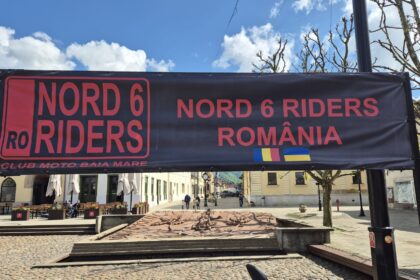 NORD 6
RO RIDERS
CLUB MOTO BAIA MARE
NORD 6 RIDERS
ROMÂNIA